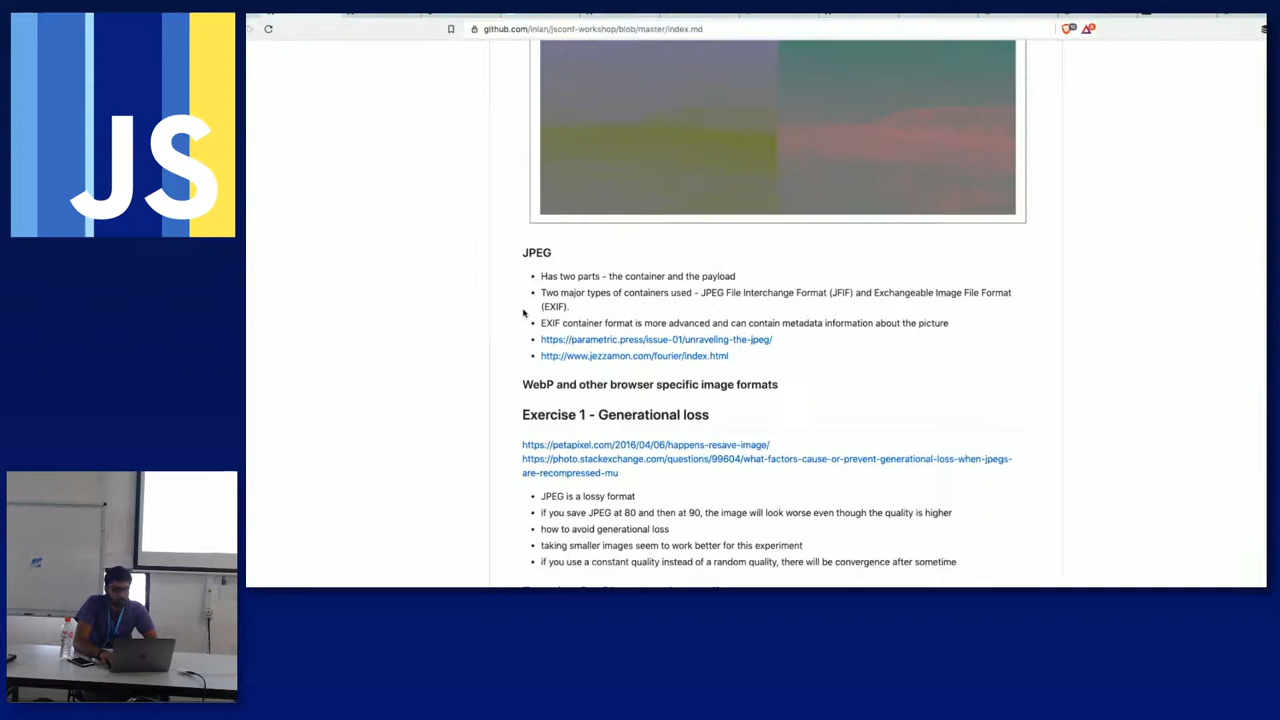 github.com/inian/jsconf-workshop/blob/master/index.md
JS
JPEG
• Has two parts - the container and the payload
• Two major types of containers used - JPEG File Interchange Format (JFIF) and Exchangeable Image File Format
(EXIF).
• EXIF container format is more advanced and can contain metadata information about the picture
• https://parametric.press/issue-01/unraveling-the-jpeg/
• http://www.jezzamon.com/fourier/index.html
WebP and other browser specific image formats
Exercise 1 - Generational loss
https://petapixel.com/2016/04/06/happens-resave-image/
https://photo.stackexchange.com/questions/99604/what-factors-cause-or-prevent-generational-loss-when-jpegs-
are-recompressed-mu
• JPEG is a lossy format
• if you save JPEG at 80 and then at 90, the image will look worse even though the quality is higher
• how to avoid generational loss
• taking smaller images seem to work better for this experiment
• if you use a constant quality instead of a random quality, there will be convergence after sometime